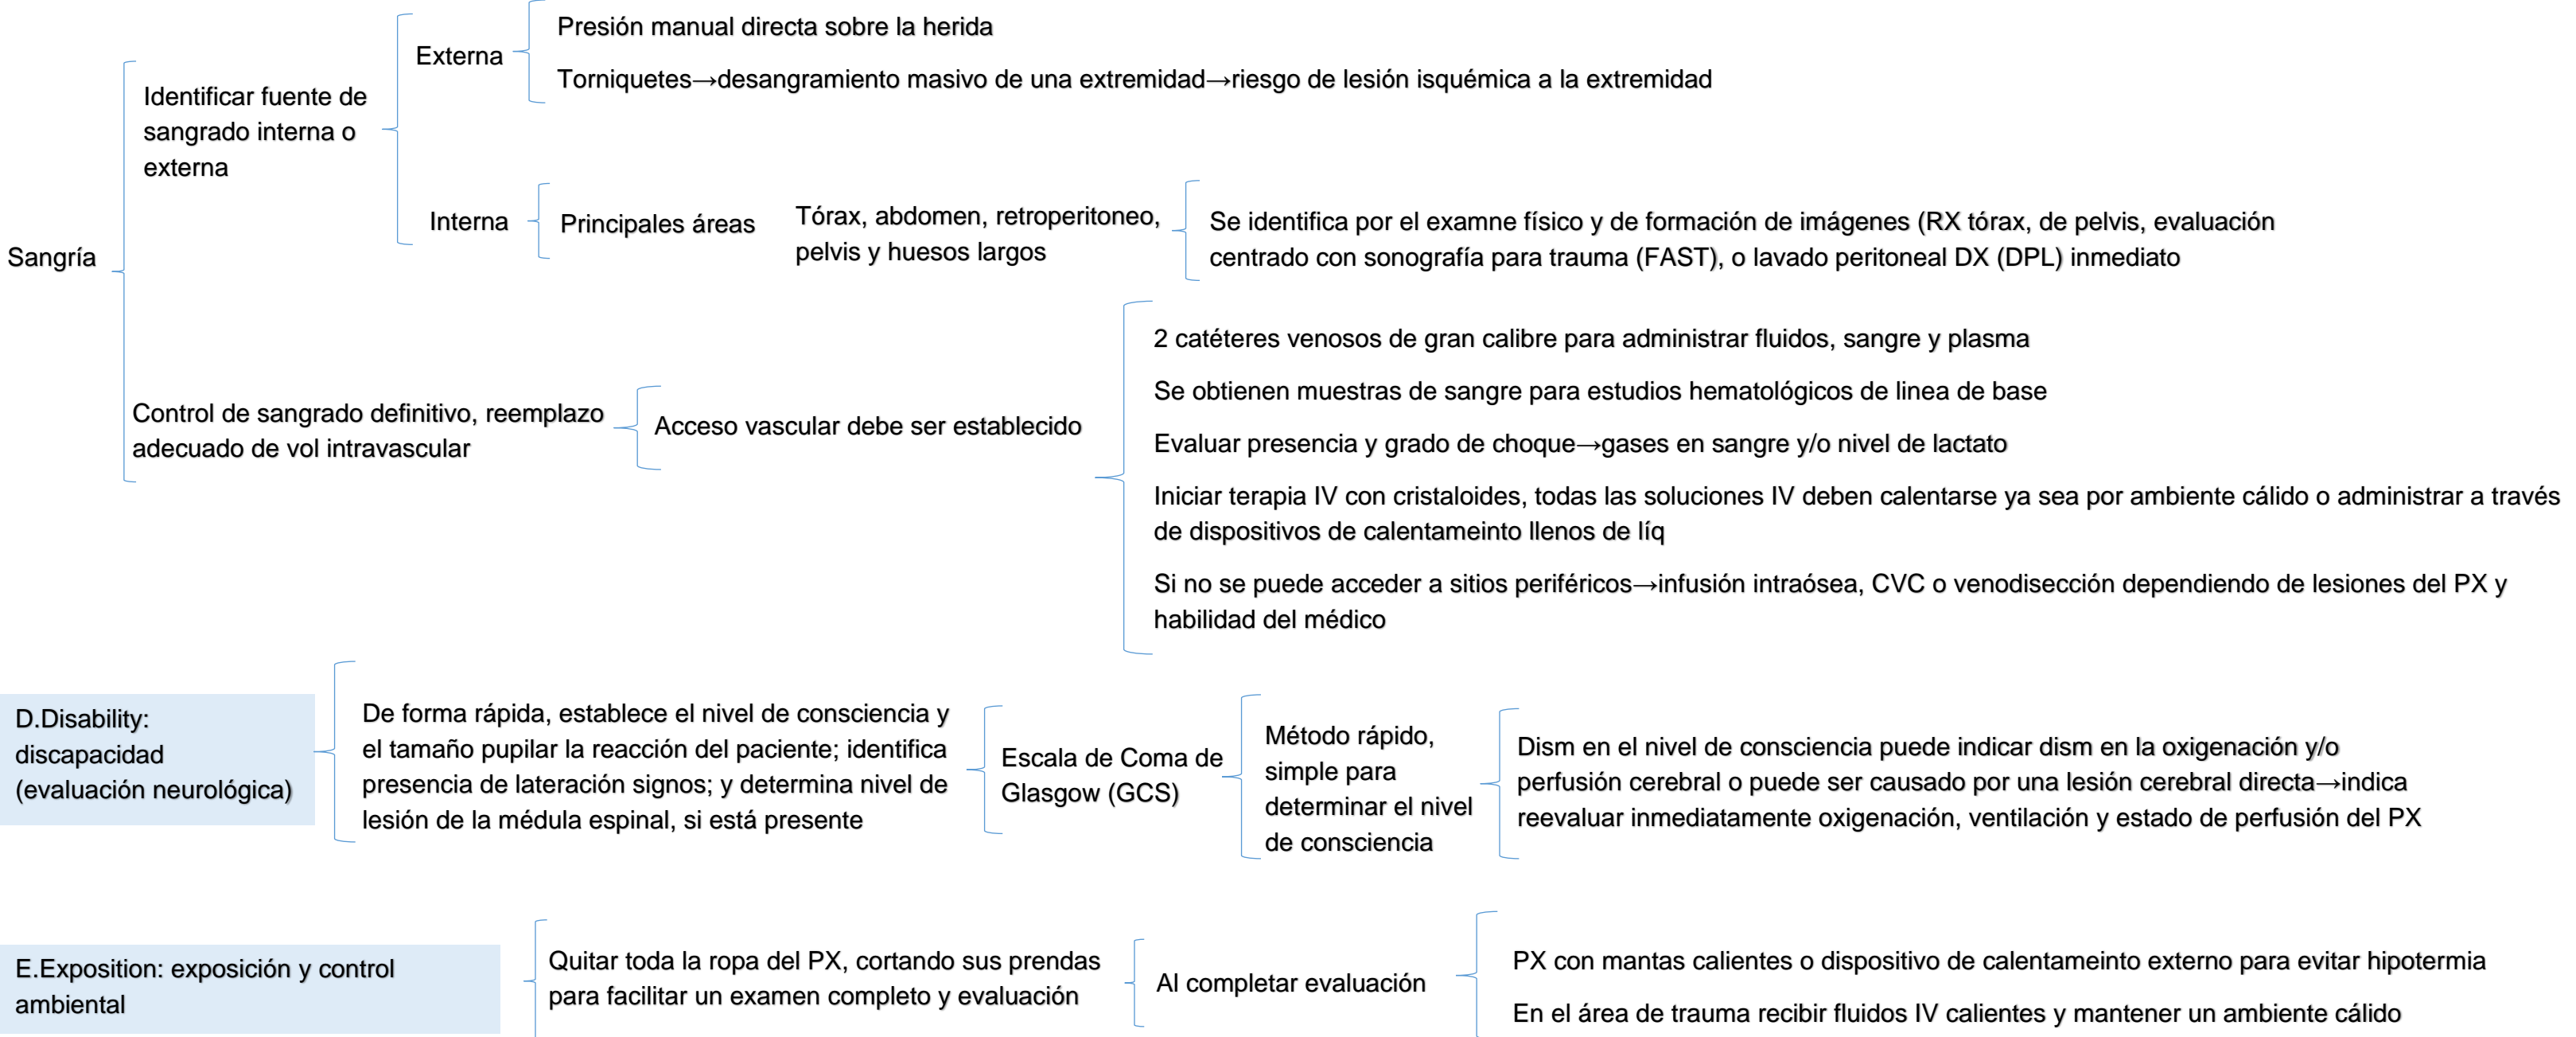 Sangría
Identificar fuente de
sangrado interna o
externa
Externa
Presión manual directa sobre la herida
Torniquetes→desangramiento masivo de una extremidad→riesgo de lesión isquémica a la extremidad
Interna
Principales áreas
Tórax, abdomen, retroperitoneo,
pelvis y huesos largos
Se identifica por el examne físico y de formación de imágenes (RX tórax, de pelvis, evaluación
centrado con sonografía para trauma (FAST), o lavado peritoneal DX (DPL) inmediato
Control de sangrado definitivo, reemplazo
adecuado de vol intravascular
Acceso vascular debe ser establecido
2 catéteres venosos de gran calibre para administrar fluidos, sangre y plasma
Se obtienen muestras de sangre para estudios hematológicos de linea de base
Evaluar presencia y grado de choque→gases en sangre y/o nivel de lactato
Iniciar terapia IV con cristaloides, todas las soluciones IV deben calentarse ya sea por ambiente cálido o administrar a través
de dispositivos de calentameinto llenos de líq
Si no se puede acceder a sitios periféricos→infusión intraósea, CVC o venodisección dependiendo de lesiones del PX y
habilidad del médico
D.Disability:
discapacidad
(evaluación neurológica)
De forma rápida, establece el nivel de consciencia y
el tamaño pupilar la reacción del paciente; identifica
presencia de lateración signos; y determina nivel de
lesión de la médula espinal, si está presente
Escala de Coma de
Glasgow (GCS)
Método rápido,
simple para
determinar el nivel
de consciencia
Dism en el nivel de consciencia puede indicar dism en la oxigenación y/o
perfusión cerebral o puede ser causado por una lesión cerebral directa→indica
reevaluar inmediatamente oxigenación, ventilación y estado de perfusión del PX
E.Exposition: exposición y control
ambiental
Quitar toda la ropa del PX, cortando sus prendas
para facilitar un examen completo y evaluación
Al completar evaluación
PX con mantas calientes o dispositivo de calentameinto externo para evitar hipotermia
En el área de trauma recibir fluidos IV calientes y mantener un ambiente cálido